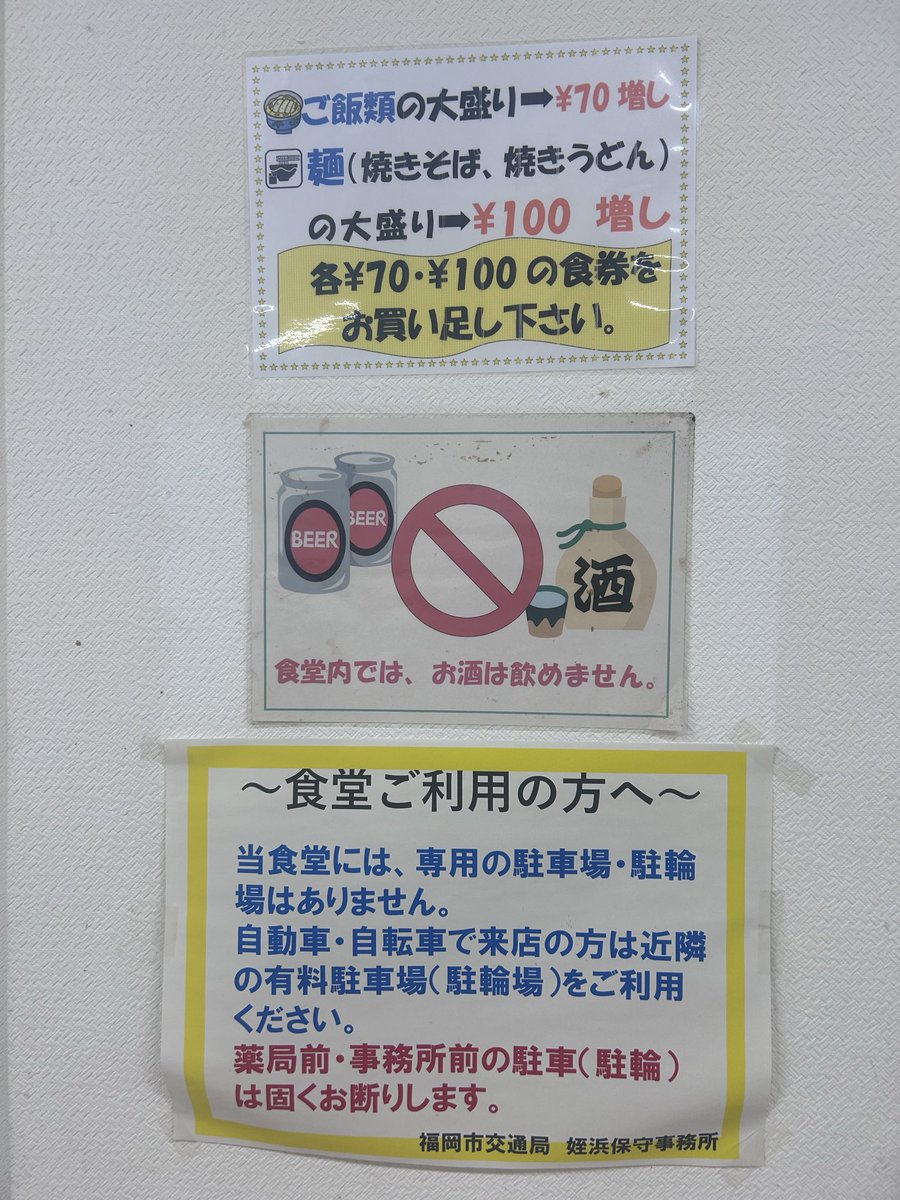 ご飯類の大盛り➡¥70増し
麺(焼きそば、焼きうどん)
の大盛り➡¥100 増し
各¥70・¥100の食券を
お買い足し下さい。
BEER
BEER
酒
食堂内では、お酒は飲めません。
～食堂ご利用の方へ～
当食堂には、専用の駐車場・駐輪
場はありません。
自動車・自転車で来店の方は近隣
の有料駐車場(駐輪場)をご利用
ください。
薬局前・事務所前の駐車(駐輪)
は固くお断りします。
福岡市交通局 姪浜保守事務所